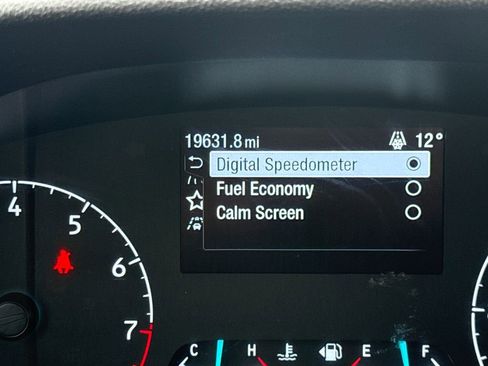 19631.8 mi 12°
Digital Speedometer
Fuel Economy
Calm Screen
4 5 6 7
C H E F